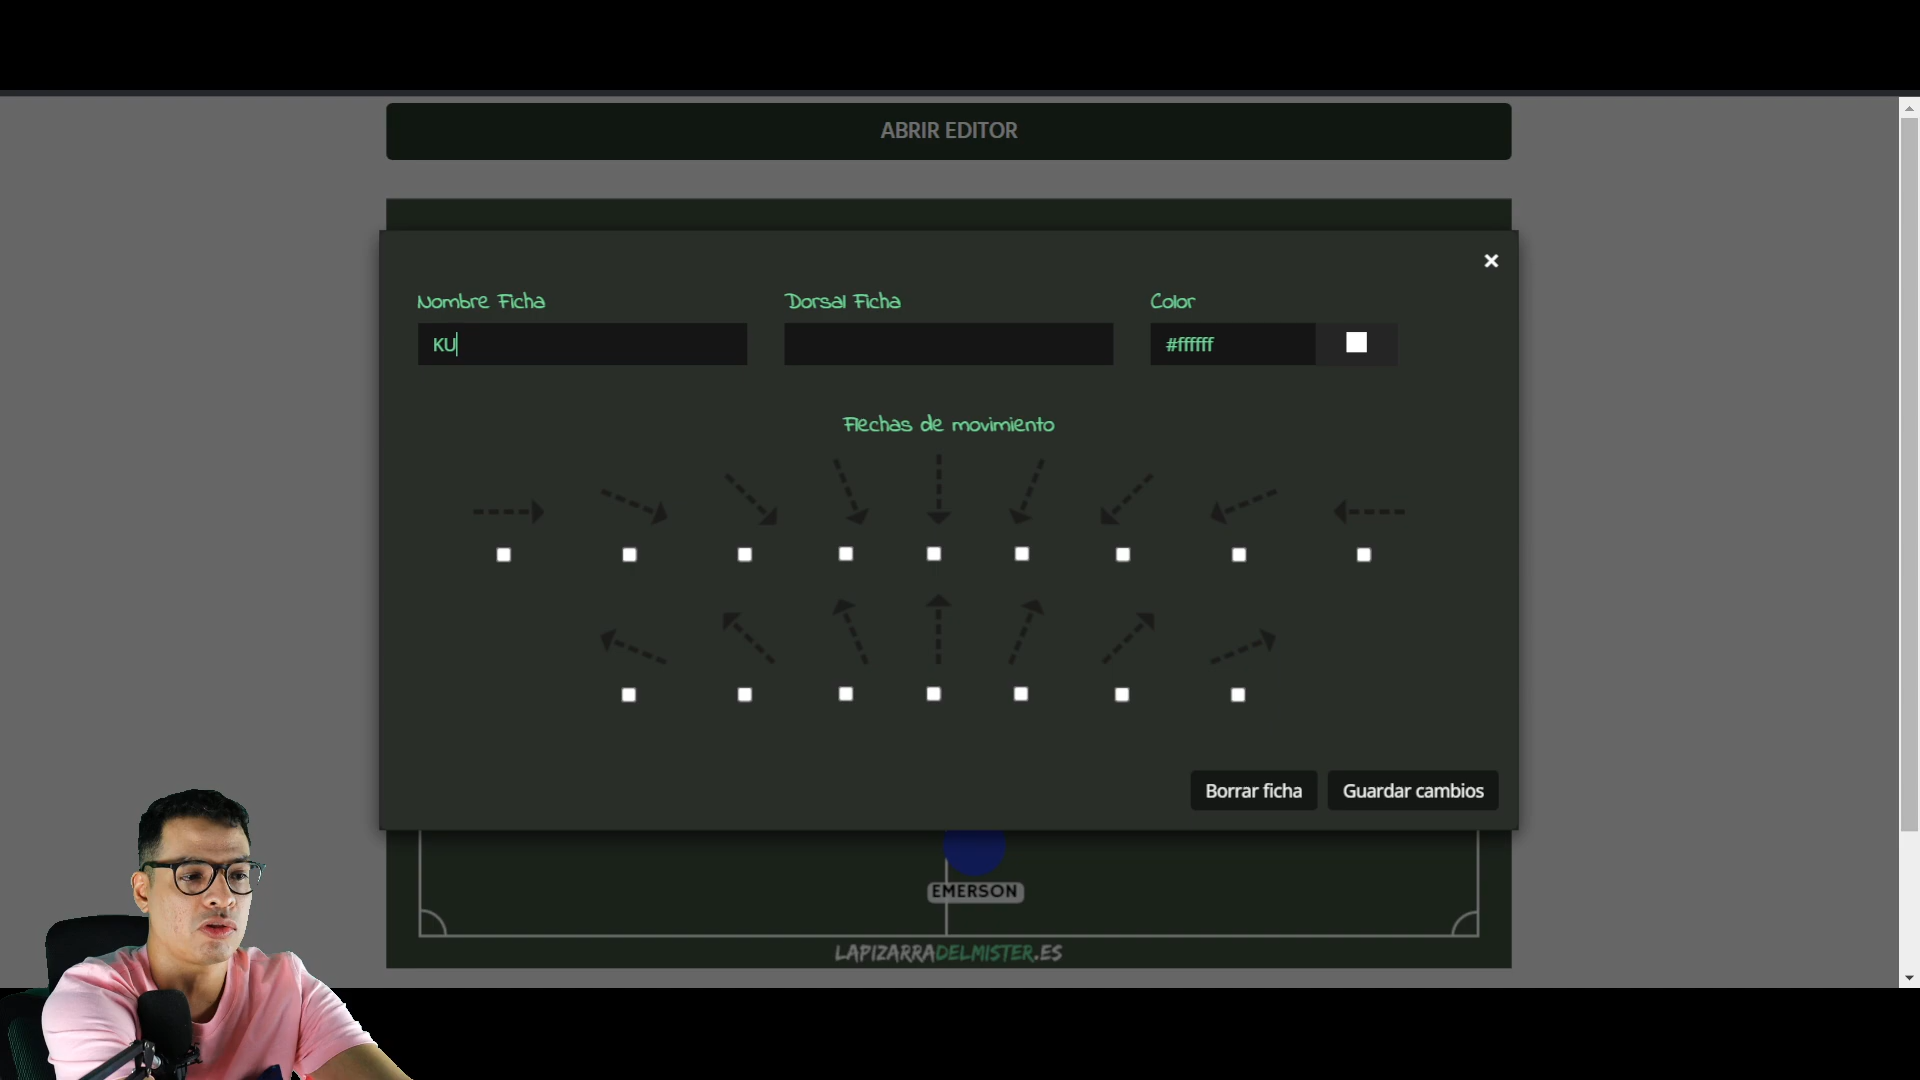 ABRIR EDITOR
Nombre Ficha
Dorsal Ficha
Color
KU
#ffffff
Flechas de movimiento
Borrar ficha
Guardar cambios
EMERSON
LAPIZARRADELMISTER.ES